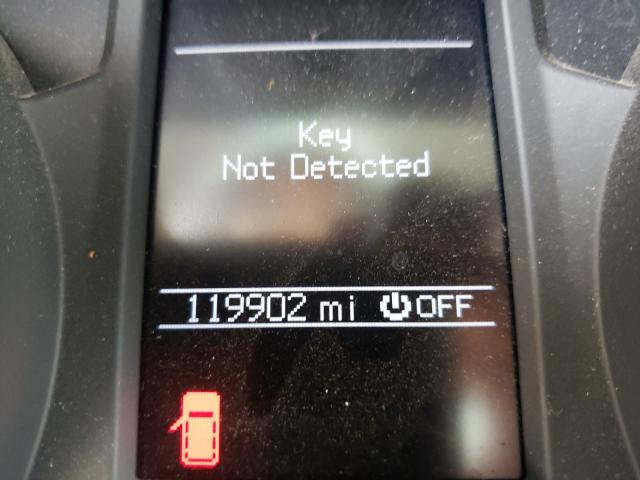 Key
Not Detected
119902 mi OFF